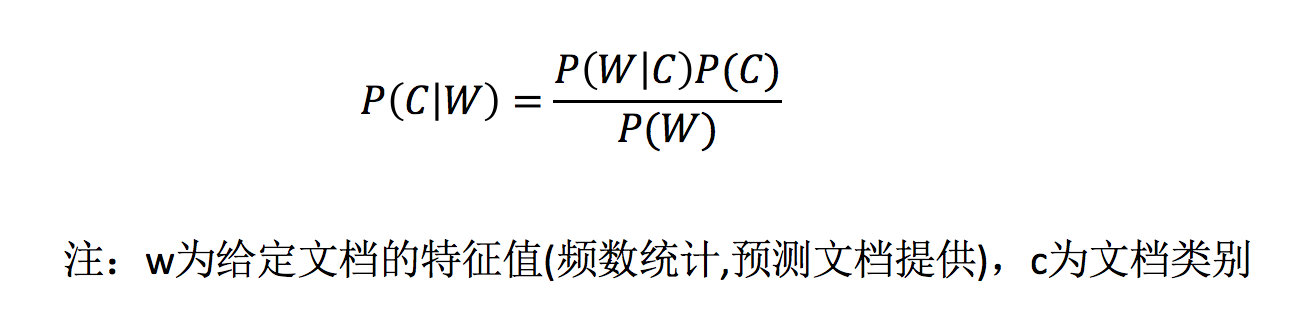 P(C|W) = P(W|C)P(C) / P(W)
注：w为给定文档的特征值(频数统计,预测文档提供)，c为文档类别